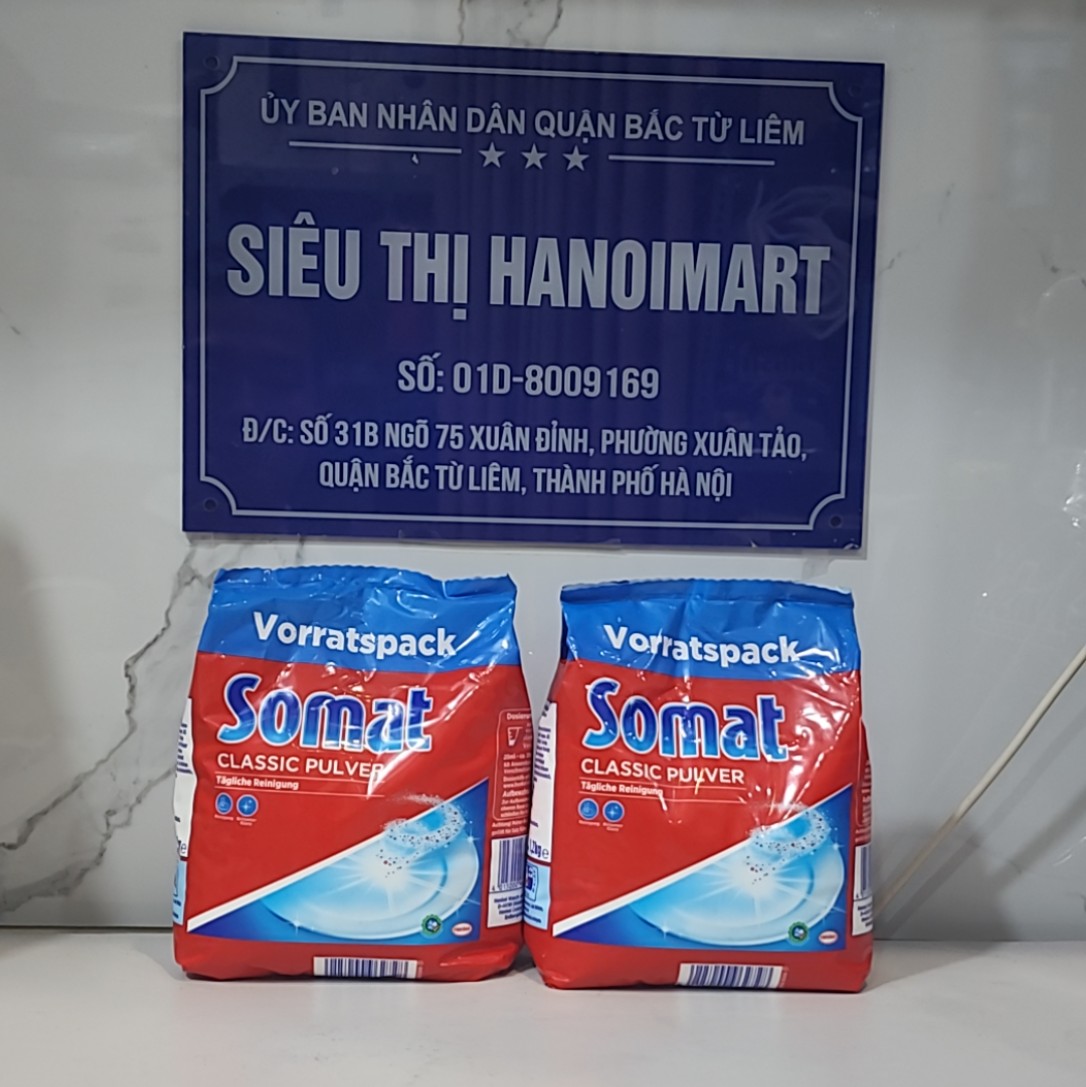 ỦY BAN NHÂN DÂN QUẬN BẮC TỪ LIÊM
SIÊU THỊ HANOIMART
SỐ: 01D-8009169
Đ/C: SỐ 31B NGÕ 75 XUÂN ĐỈNH, PHƯỜNG XUÂN TẢO,
QUẬN BẮC TỪ LIÊM, THÀNH PHỐ HÀ NỘI
Vorratspack
Somat
CLASSIC PULVER
Tägliche Reinigung
Vorratspack
Somat
CLASSIC PULVER
Tägliche Reinigung